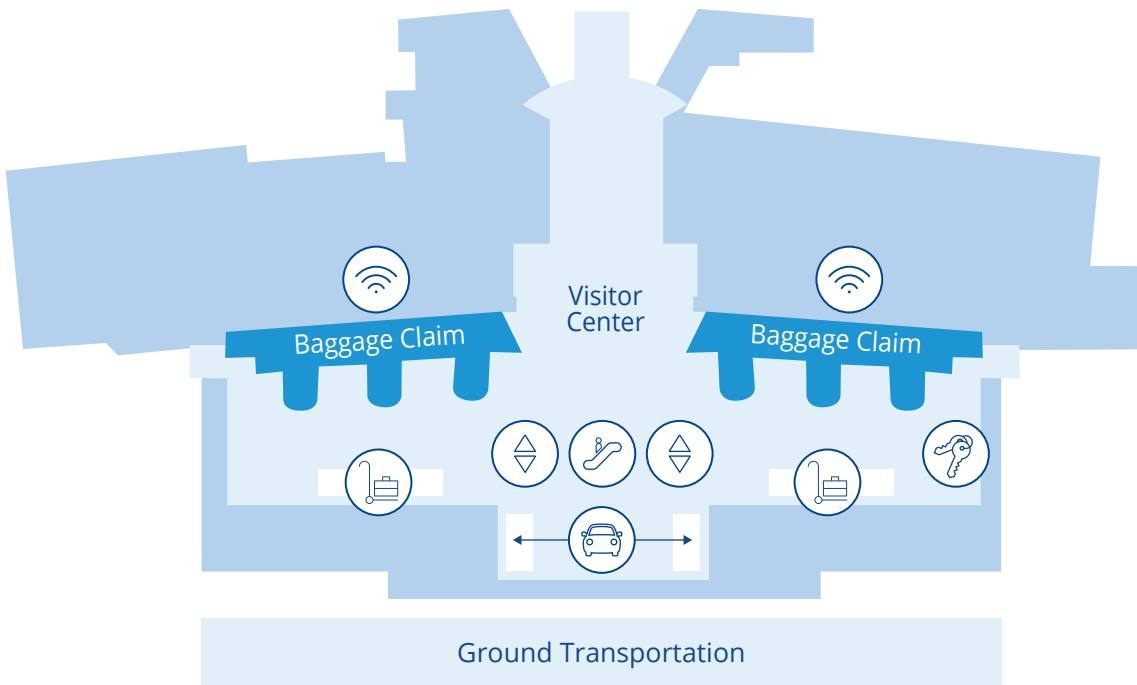 Visitor
Center
Baggage Claim
Baggage Claim
Ground Transportation